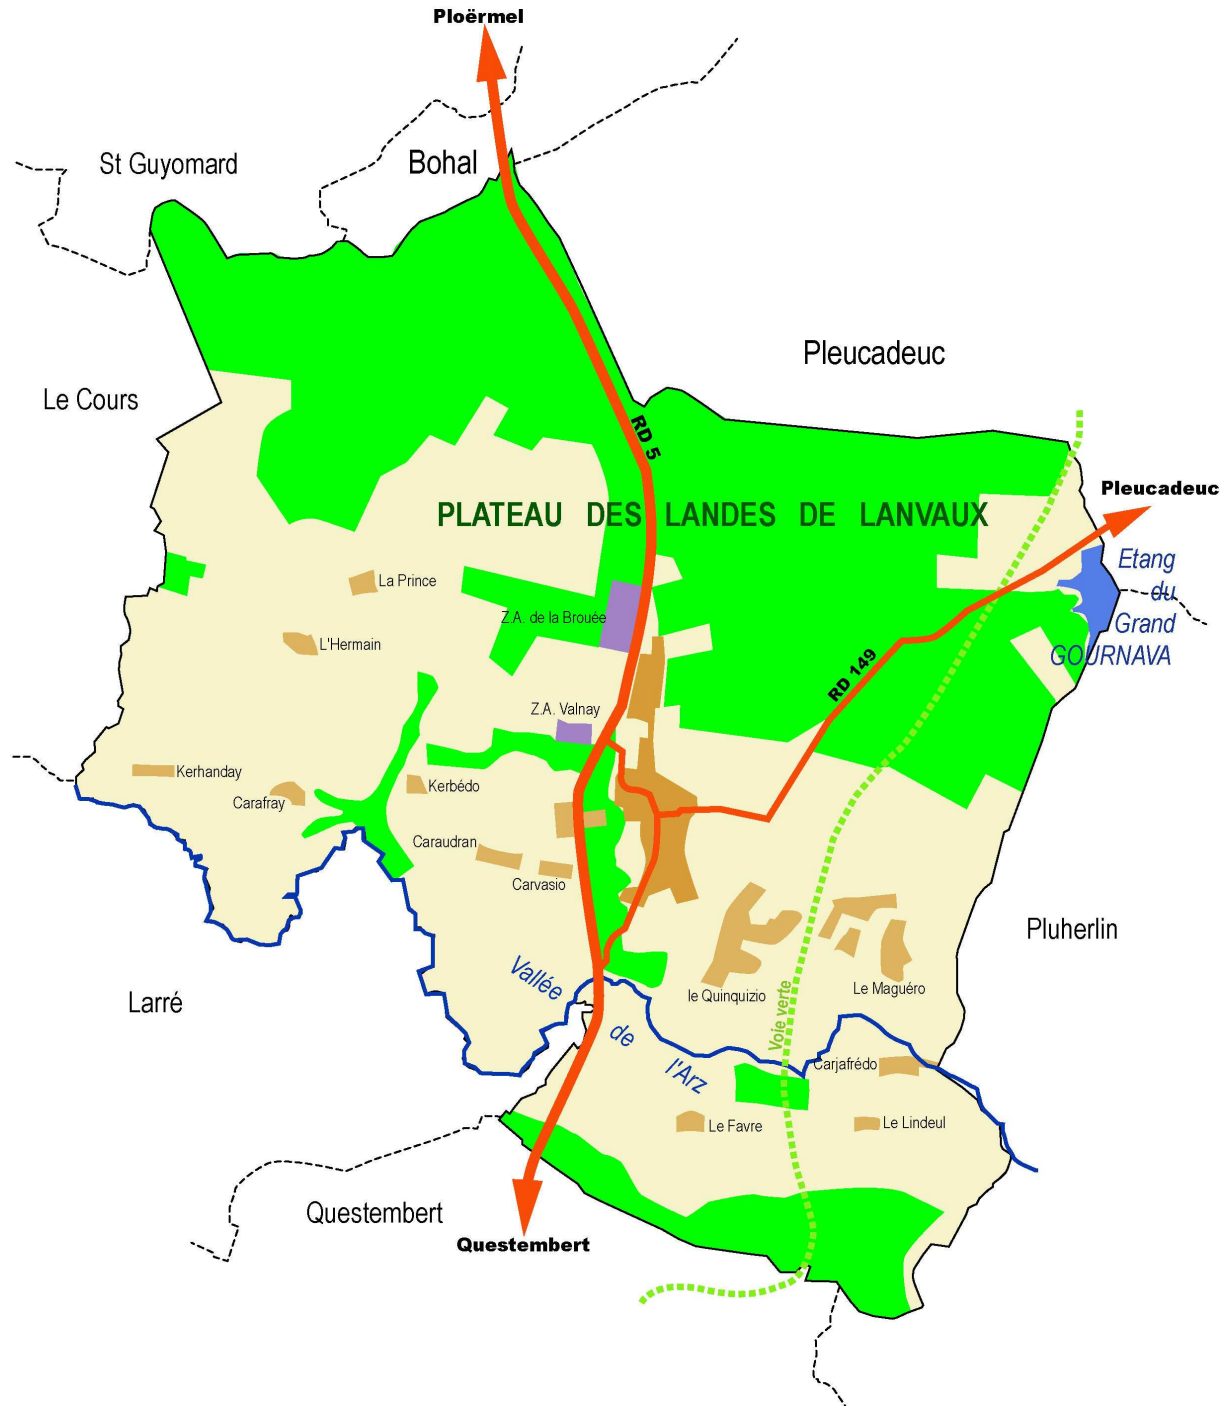 Ploërmel
St Guyomard
Bohal
Pleucadeuc
Le Cours
RD 5
Pleucadeuc
PLATEAU DES LANDES DE LANVAUX
Etang
du
Grand
GOURNAVA
La Prince
Z.A. de la Brouée
L'Hermain
RD 149
Z.A. Valnay
Kerhanday
Kerbédo
Carafray
Caraudran
Carvasio
Pluherlin
Vallée
de
l'Arz
le Quinquizio
Le Maguéro
Voie verte
Larré
Carjafrédo
Le Favre
Le Lindeul
Questembert
Questembert